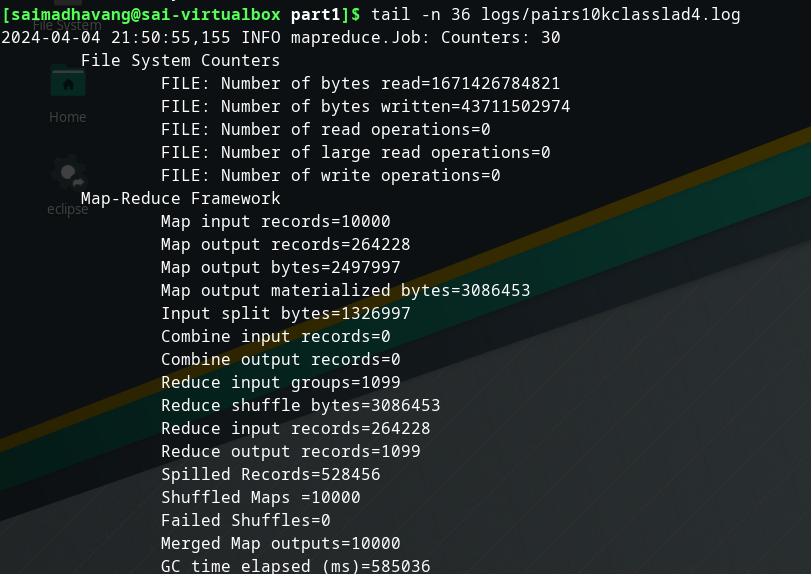 [saimadhavang@sai-virtualbox part1]$ tail -n 36 logs/pairs10kclasslad4.log
File System
2024-04-04 21:50:55,155 INFO mapreduce.Job: Counters: 30
File System Counters
FILE: Number of bytes read=1671426784821
FILE: Number of bytes written=43711502974
Home
FILE: Number of read operations=0
FILE: Number of large read operations=0
FILE: Number of write operations=0
Map-Reduce Framework
eclipse
Map input records=10000
Map output records=264228
Map output bytes=2497997
Map output materialized bytes=3086453
Input split bytes=1326997
Combine input records=0
Combine output records=0
Reduce input groups=1099
Reduce shuffle bytes=3086453
Reduce input records=264228
Reduce output records=1099
Spilled Records=528456
Shuffled Maps =10000
Failed Shuffles=0
Merged Map outputs=10000
GC time elapsed (ms)=585036